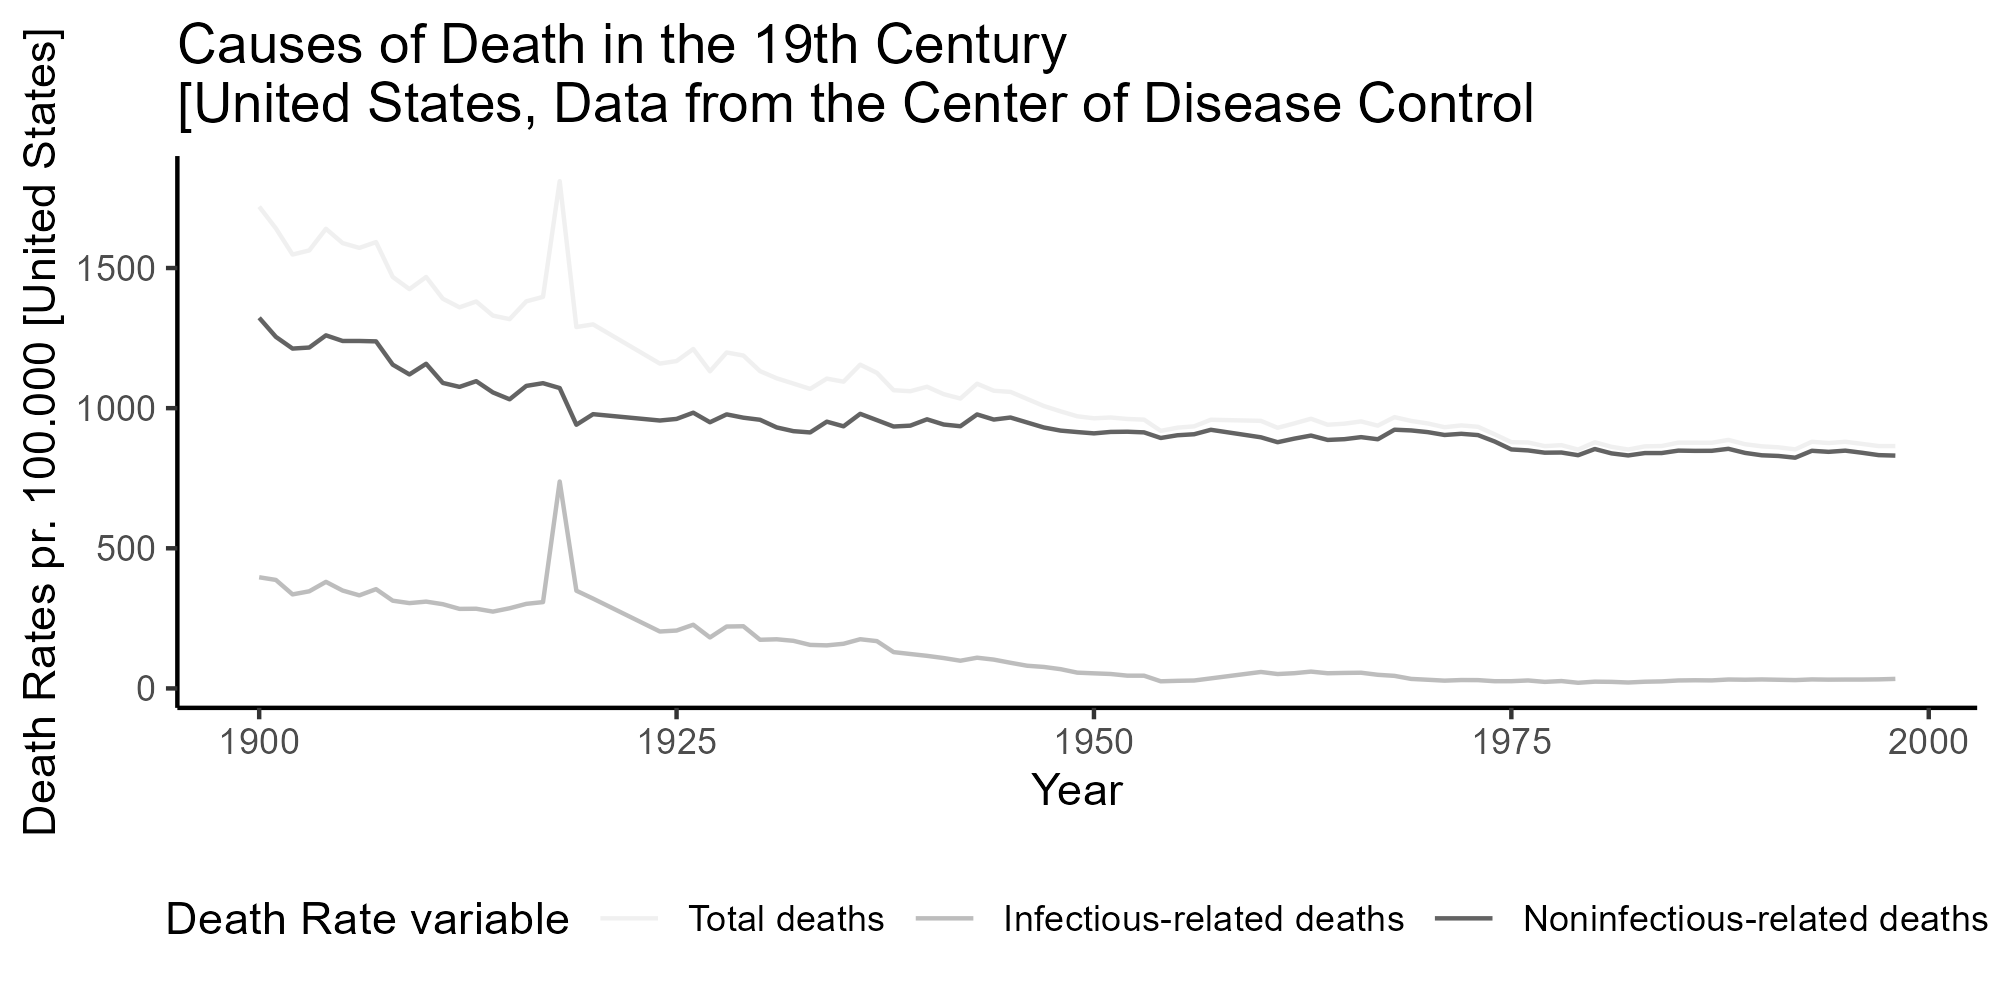 Causes of Death in the 19th Century
[United States, Data from the Center of Disease Control
Death Rates pr. 100.000 [United States]
1500
1000
500
0
1900 1925 1950 1975 2000
Year
Death Rate variable Total deaths Infectious-related deaths Noninfectious-related deaths